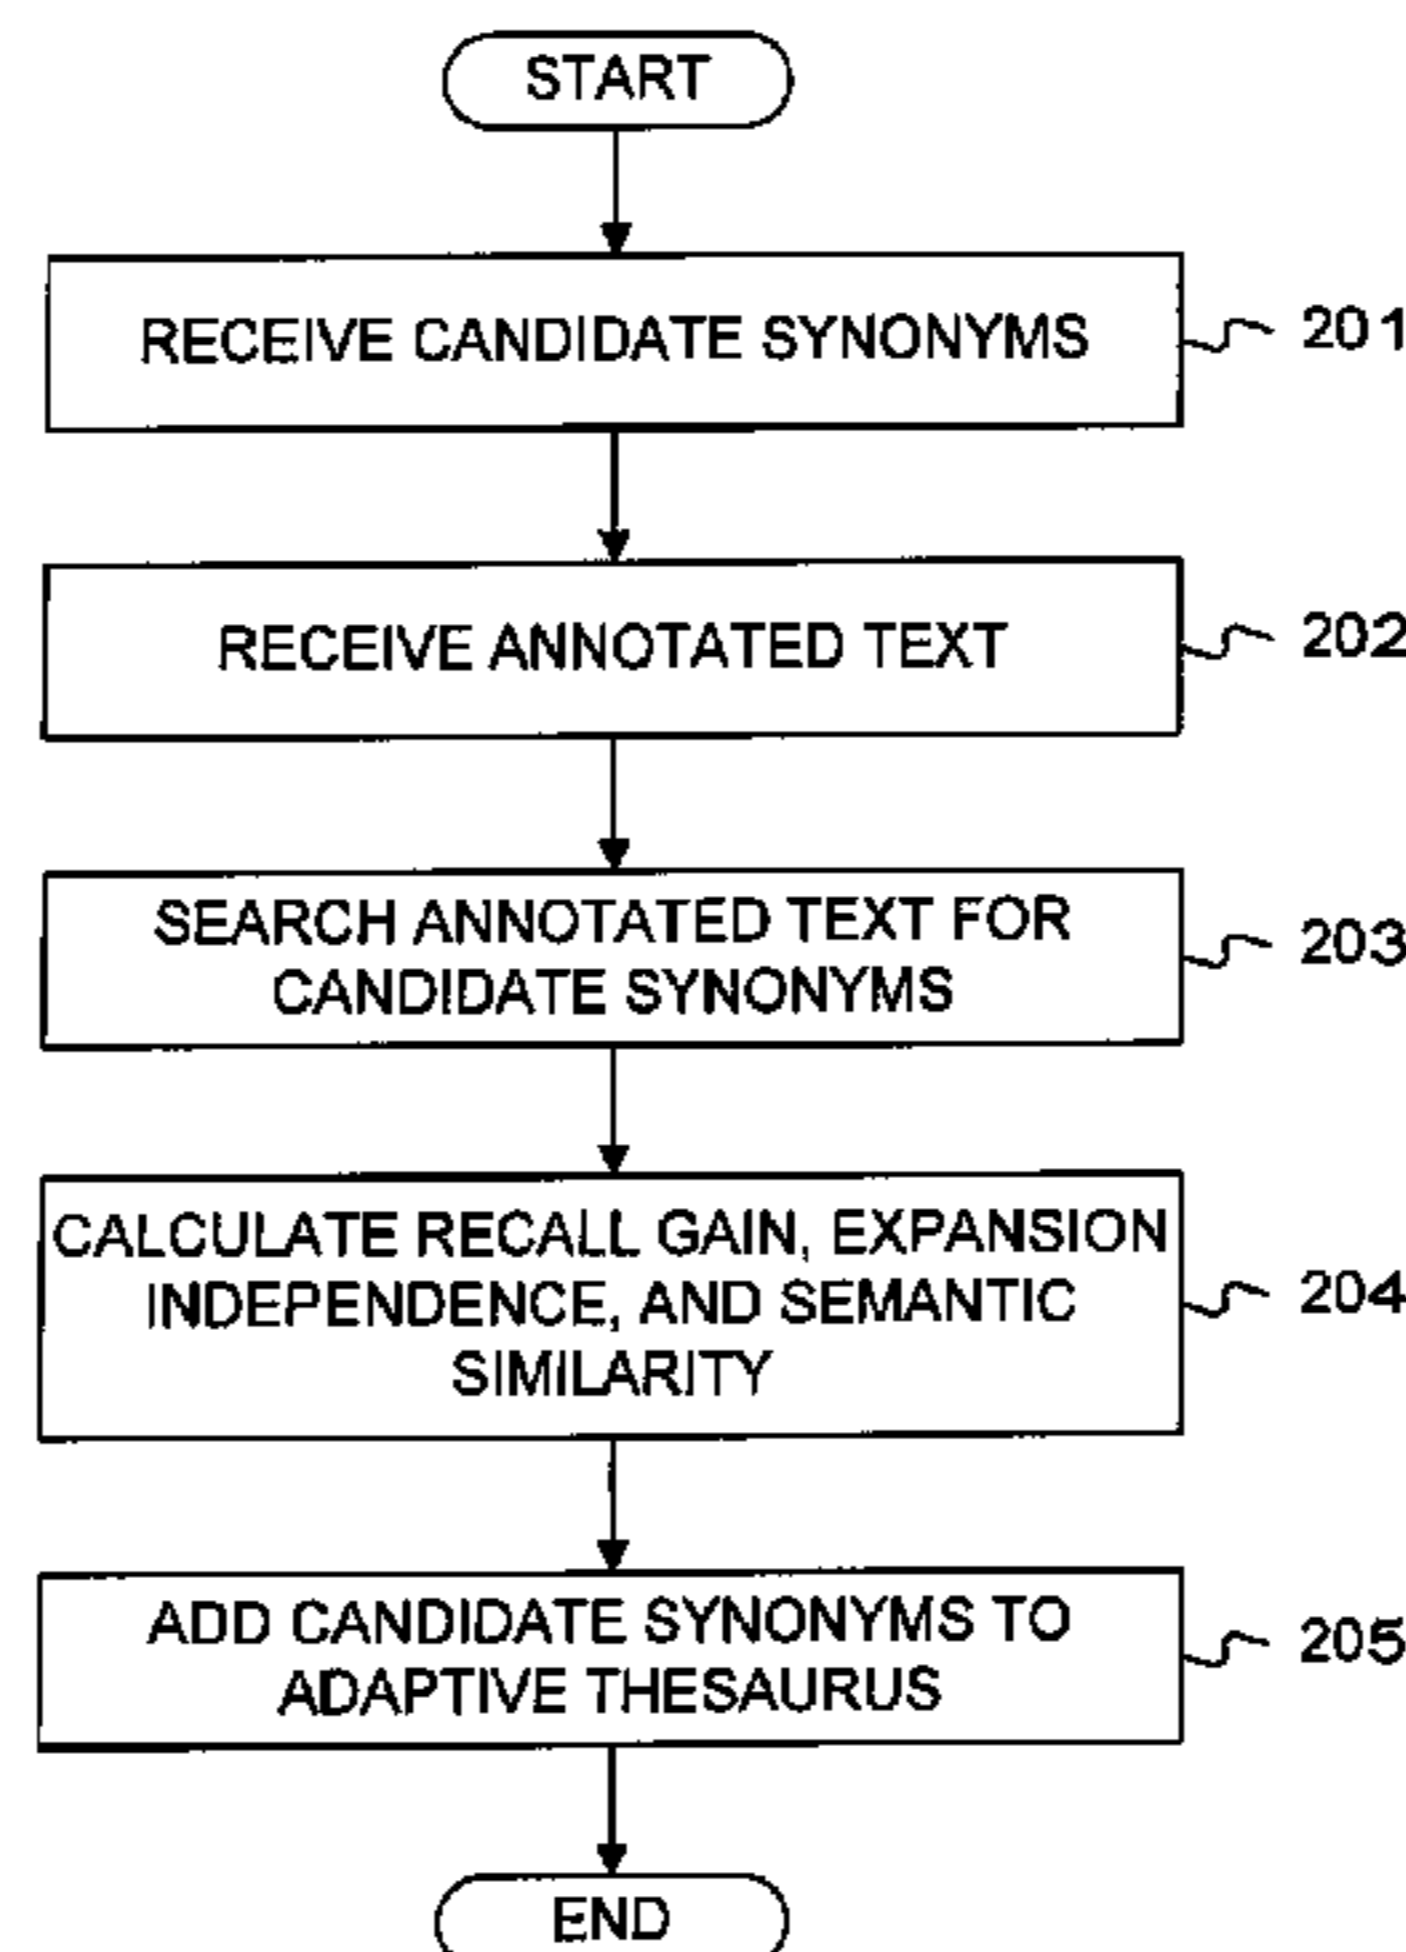 START
RECEIVE CANDIDATE SYNONYMS
201
RECEIVE ANNOTATED TEXT
202
SEARCH ANNOTATED TEXT FOR
CANDIDATE SYNONYMS
203
CALCULATE RECALL GAIN, EXPANSION
INDEPENDENCE, AND SEMANTIC
SIMILARITY
204
ADD CANDIDATE SYNONYMS TO
ADAPTIVE THESAURUS
205
END